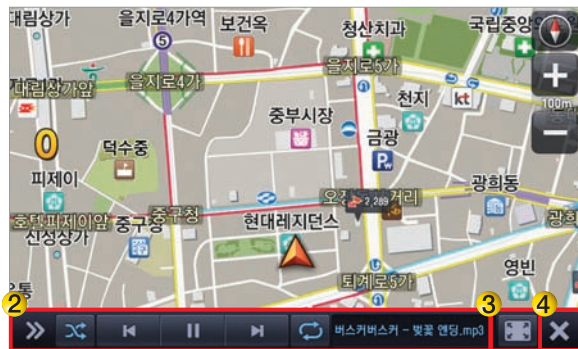 대림상가
을지로4가역
보건옥
청산치과
국립중앙
5
을지로5가
대림상가앞
을지로4가
천지
kt
100m
중부시장
0
덕수중
금광
P
피제이
오장
거리
2,289
광희동
호텐피제이앞
중구청
중구청
광희
신성상가
현대레지던스
영빈
퇴계로5가
2
3
4
버스커버스커 - 벚꽃 엔딩.mp3